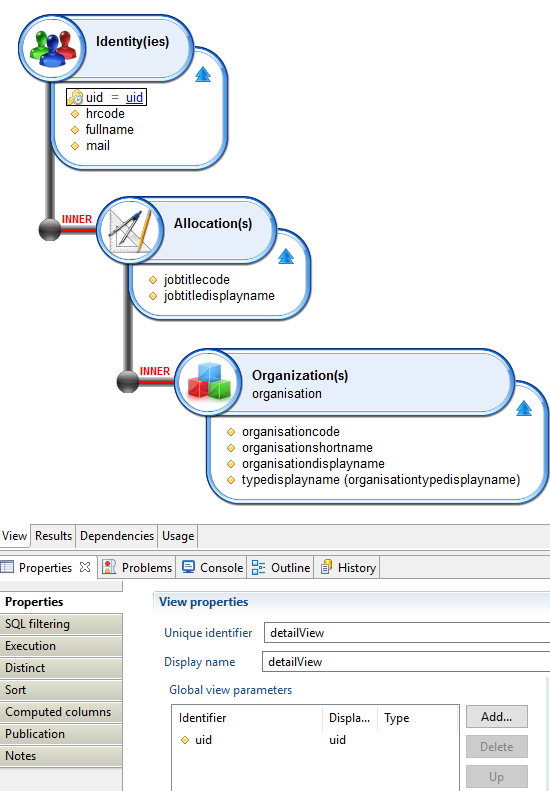 Identity(ies)
uid = uid
hrcode
fullname
mail
INNER
Allocation(s)
jobtitlecode
jobtitledisplayname
INNER
Organization(s)
organisation
organisationcode
organisationshortname
organisationdisplayname
typedisplayname (organisationtypedisplayname)
View Results Dependencies Usage
Properties Problems Console Outline History
Properties
SQL filtering
Execution
Distinct
Sort
Computed columns
Publication
Notes
View properties
Unique identifier detailView
Display name detailView
Global view parameters
Identifier Displa... Type
uid uid
Add...
Delete
Up